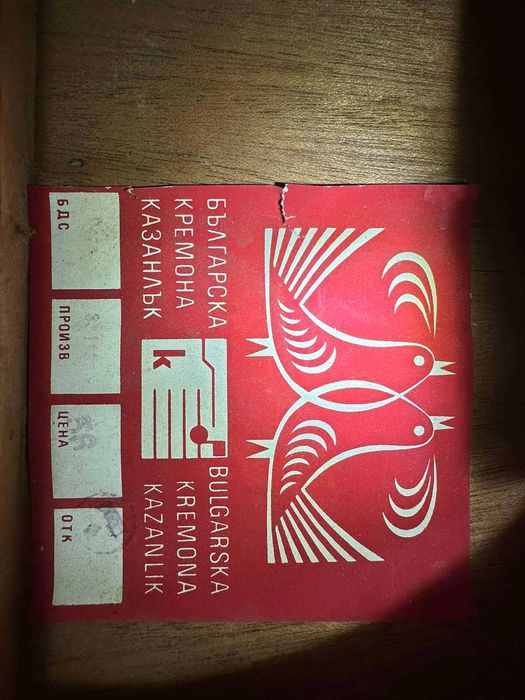 БЪЛГАРСКА
КРЕМОНА
КАЗАНЛЪК
k
BULGARSKA
KREMONA
KAZANLIK
БДС
ПРОИЗВ
ЦЕНА
ОТК